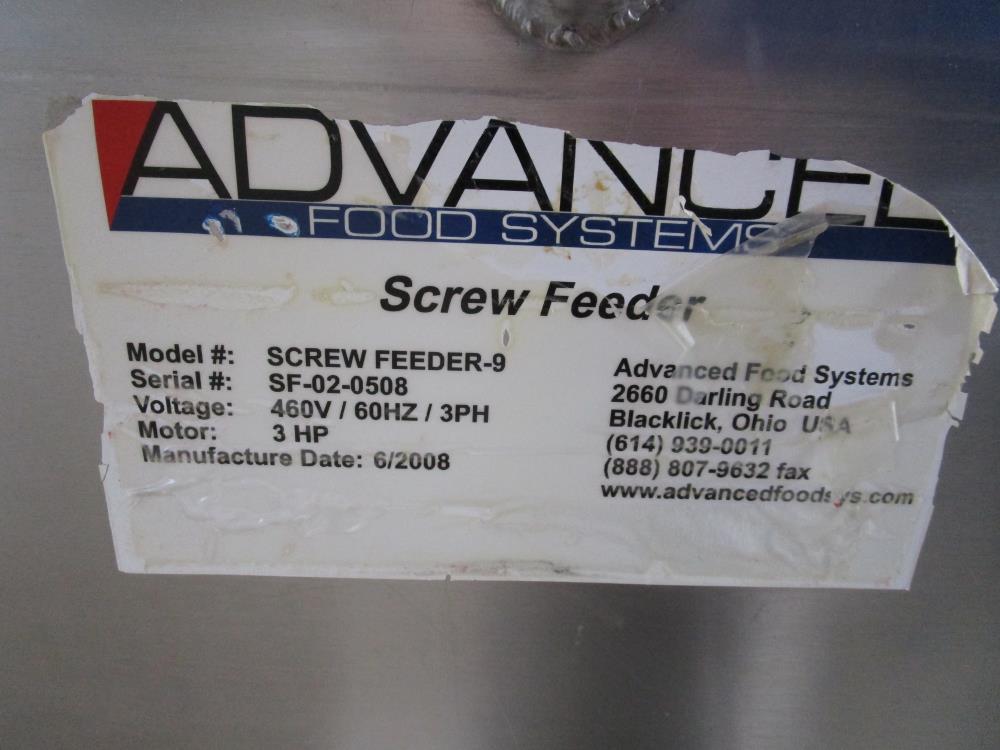 ADVANCED
FOOD SYSTEMS
Screw Feeder
Model #: SCREW FEEDER-9
Serial #: SF-02-0508
Voltage: 460V / 60HZ / 3PH
Motor: 3 HP
Manufacture Date: 6/2008
Advanced Food Systems
2660 Darling Road
Blacklick, Ohio USA
(614) 939-0011
(888) 807-9632 fax
www.advancedfoodsys.com